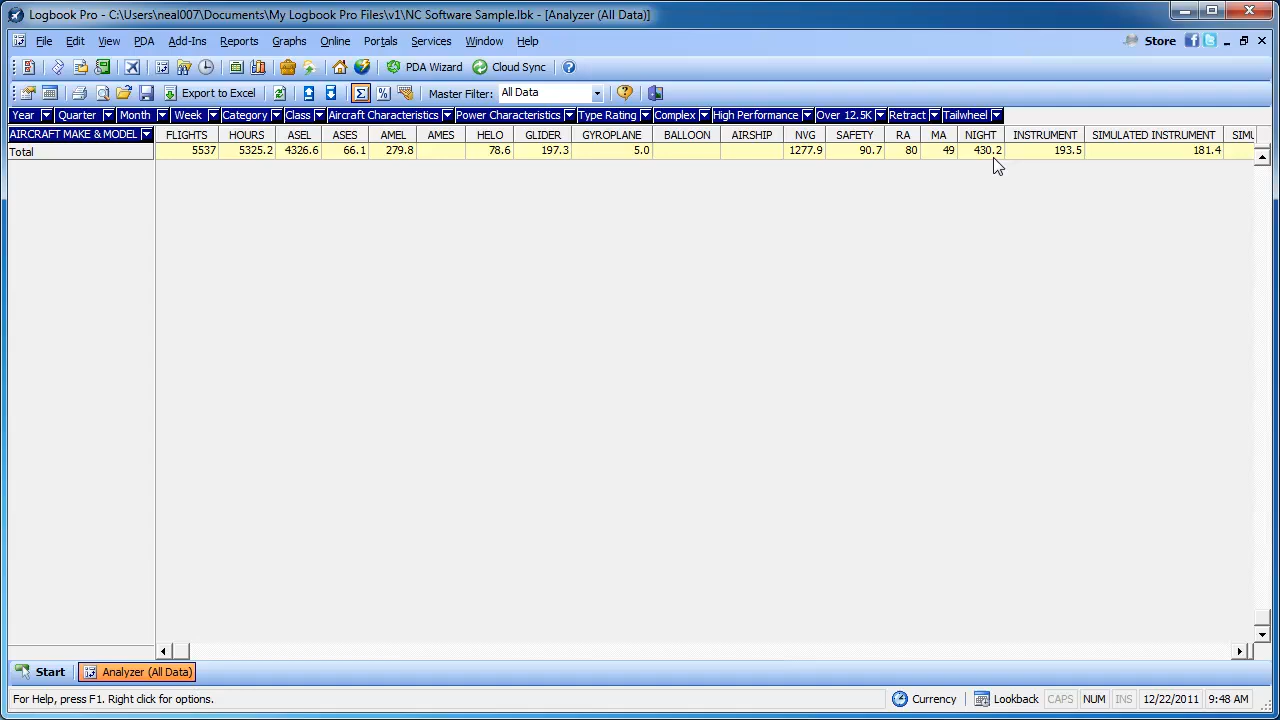 Logbook Pro - C:\Users\neal007\Documents\My Logbook Pro Files\v1\NC Software Sample.lbk - [Analyzer (All Data)]
File Edit View PDA Add-Ins Reports Graphs Online Portals Services Window Help Store
PDA Wizard Cloud Sync
Export to Excel Master Filter: All Data
Year Quarter Month Week Category Class Aircraft Characteristics Power Characteristics Type Rating Complex High Performance Over 12.5K Retract Tailwheel
AIRCRAFT MAKE & MODEL FLIGHTS HOURS ASEL ASES AMEL AMES HELO GLIDER GYROPLANE BALLOON AIRSHIP NVG SAFETY RA MA NIGHT INSTRUMENT SIMULATED INSTRUMENT
Total 5537 5325.2 4326.6 66.1 279.8 78.6 197.3 5.0 1277.9 90.7 80 49 430.2 193.5 181.4
Start Analyzer (All Data)
For Help, press F1. Right click for options. Currency Lookback CAPS NUM INS 12/22/2011 9:48 AM